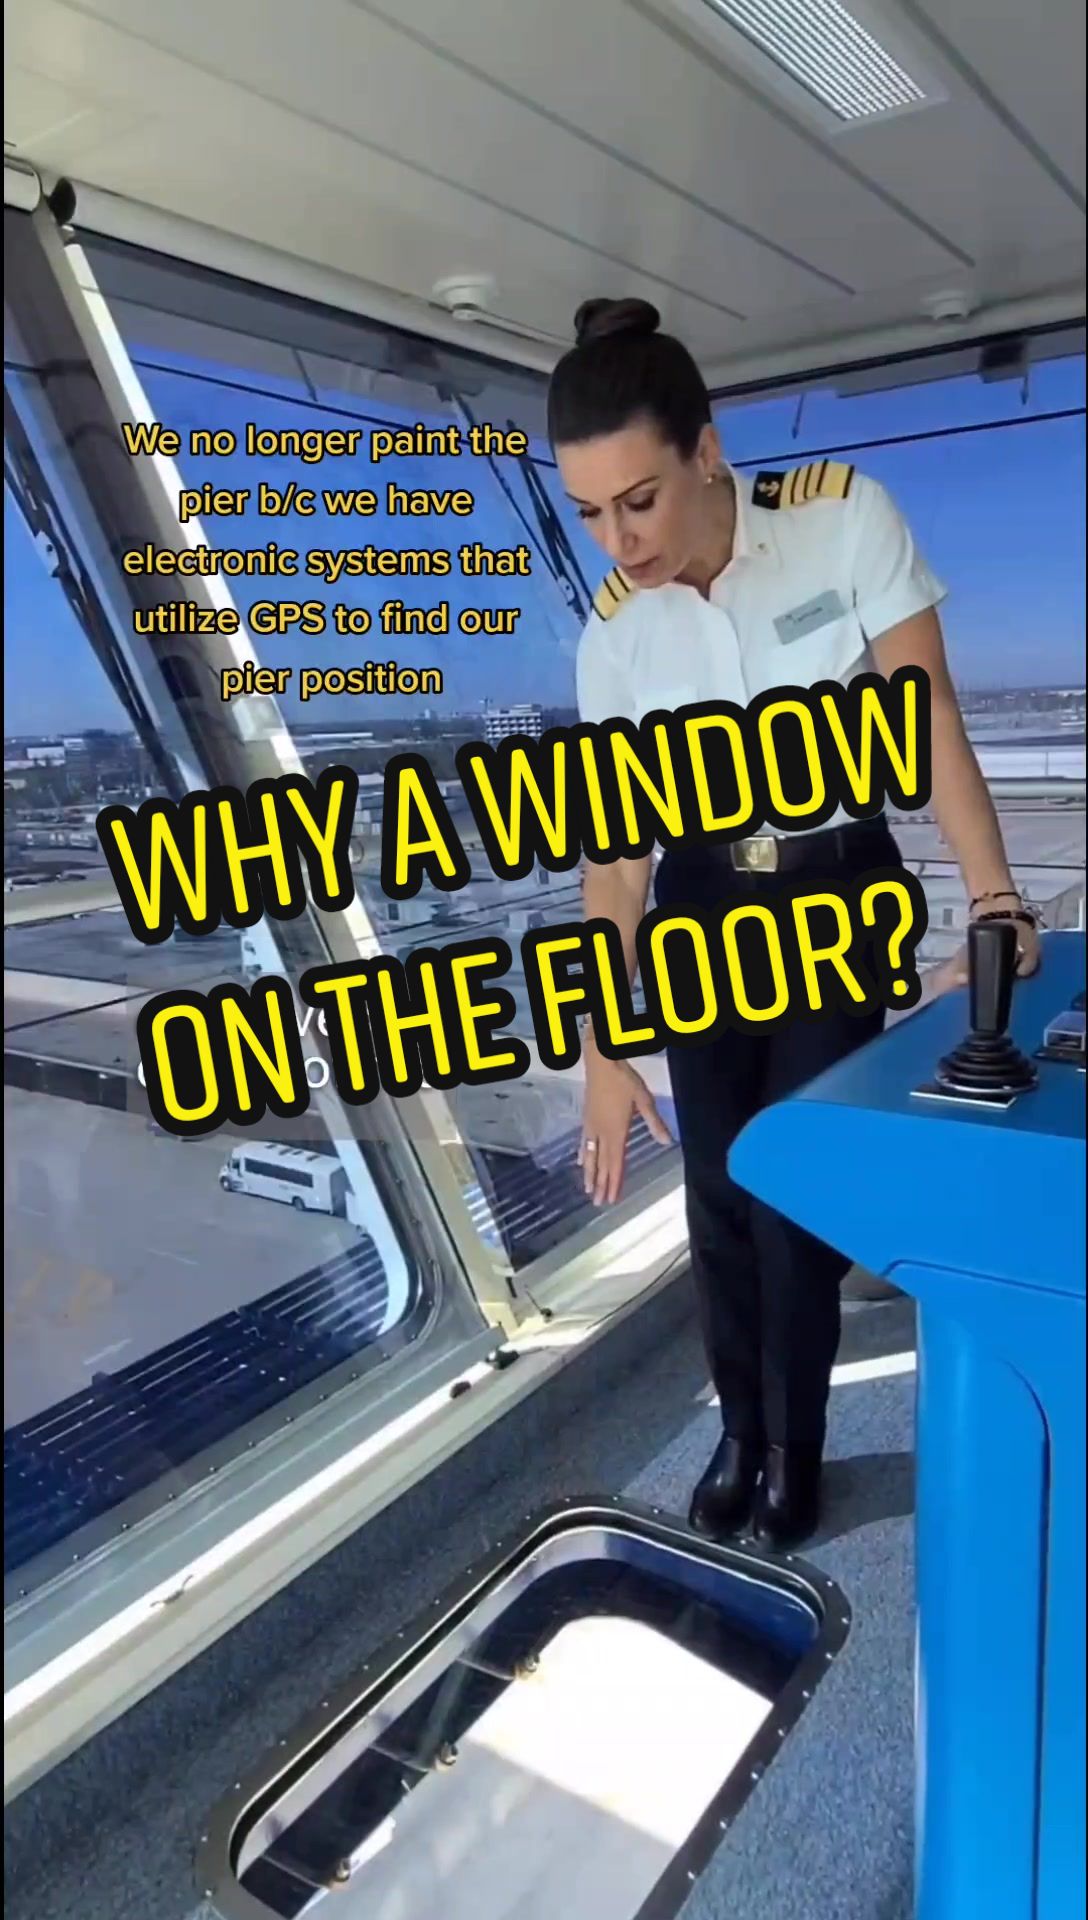 We no longer paint the
pier b/c we have
electronic systems that
utilize GPS to find our
pier position
WHY A WINDOW
ON THE FLOOR?